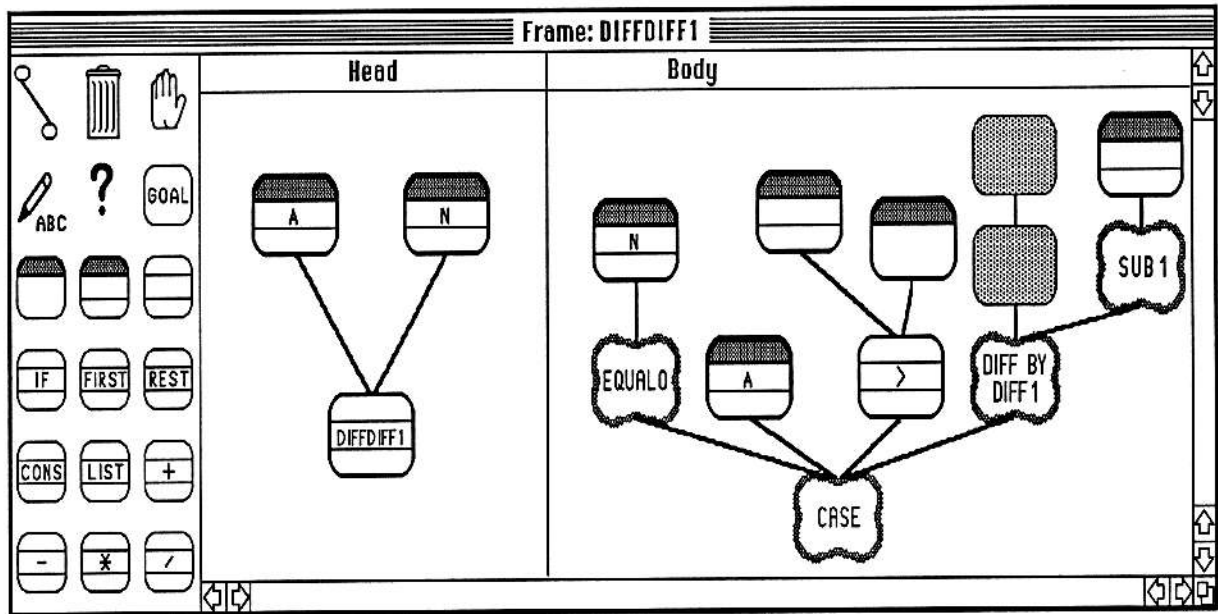 Frame: DIFFDIFF1
Head
Body
ABC
?
GOAL
IF
FIRST
REST
CONS
LIST
+
-
*
/
A
N
DIFFDIFF1
N
EQUAL0
A
>
DIFF BY
DIFF1
SUB1
CASE